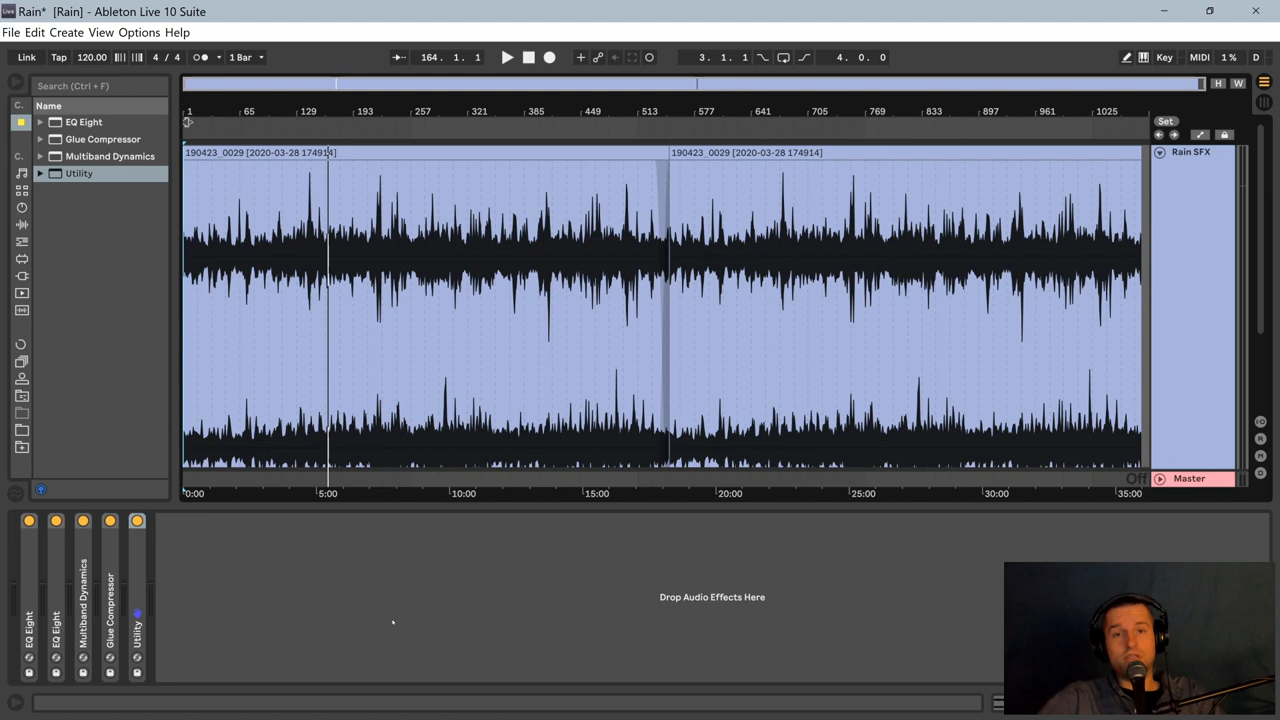 Live Rain* [Rain] - Ableton Live 10 Suite
File Edit Create View Options Help
Link Tap 120.00 4 / 4 1 Bar 164. 1. 1 3. 1. 1 4. 0. 0 Key MIDI 1 % D
Search (Ctrl + F)
H W
C. Name
EQ Eight
Glue Compressor
C. Multiband Dynamics
Utility
1 65 129 193 257 321 385 449 513 577 641 705 769 833 897 961 1025
Set
190423_0029 [2020-03-28 174914] 190423_0029 [2020-03-28 174914] Rain SFX
Off Master
0:00 5:00 10:00 15:00 20:00 25:00 30:00 35:00
EQ Eight
EQ Eight
Multiband Dynamics
Glue Compressor
Utility
Drop Audio Effects Here